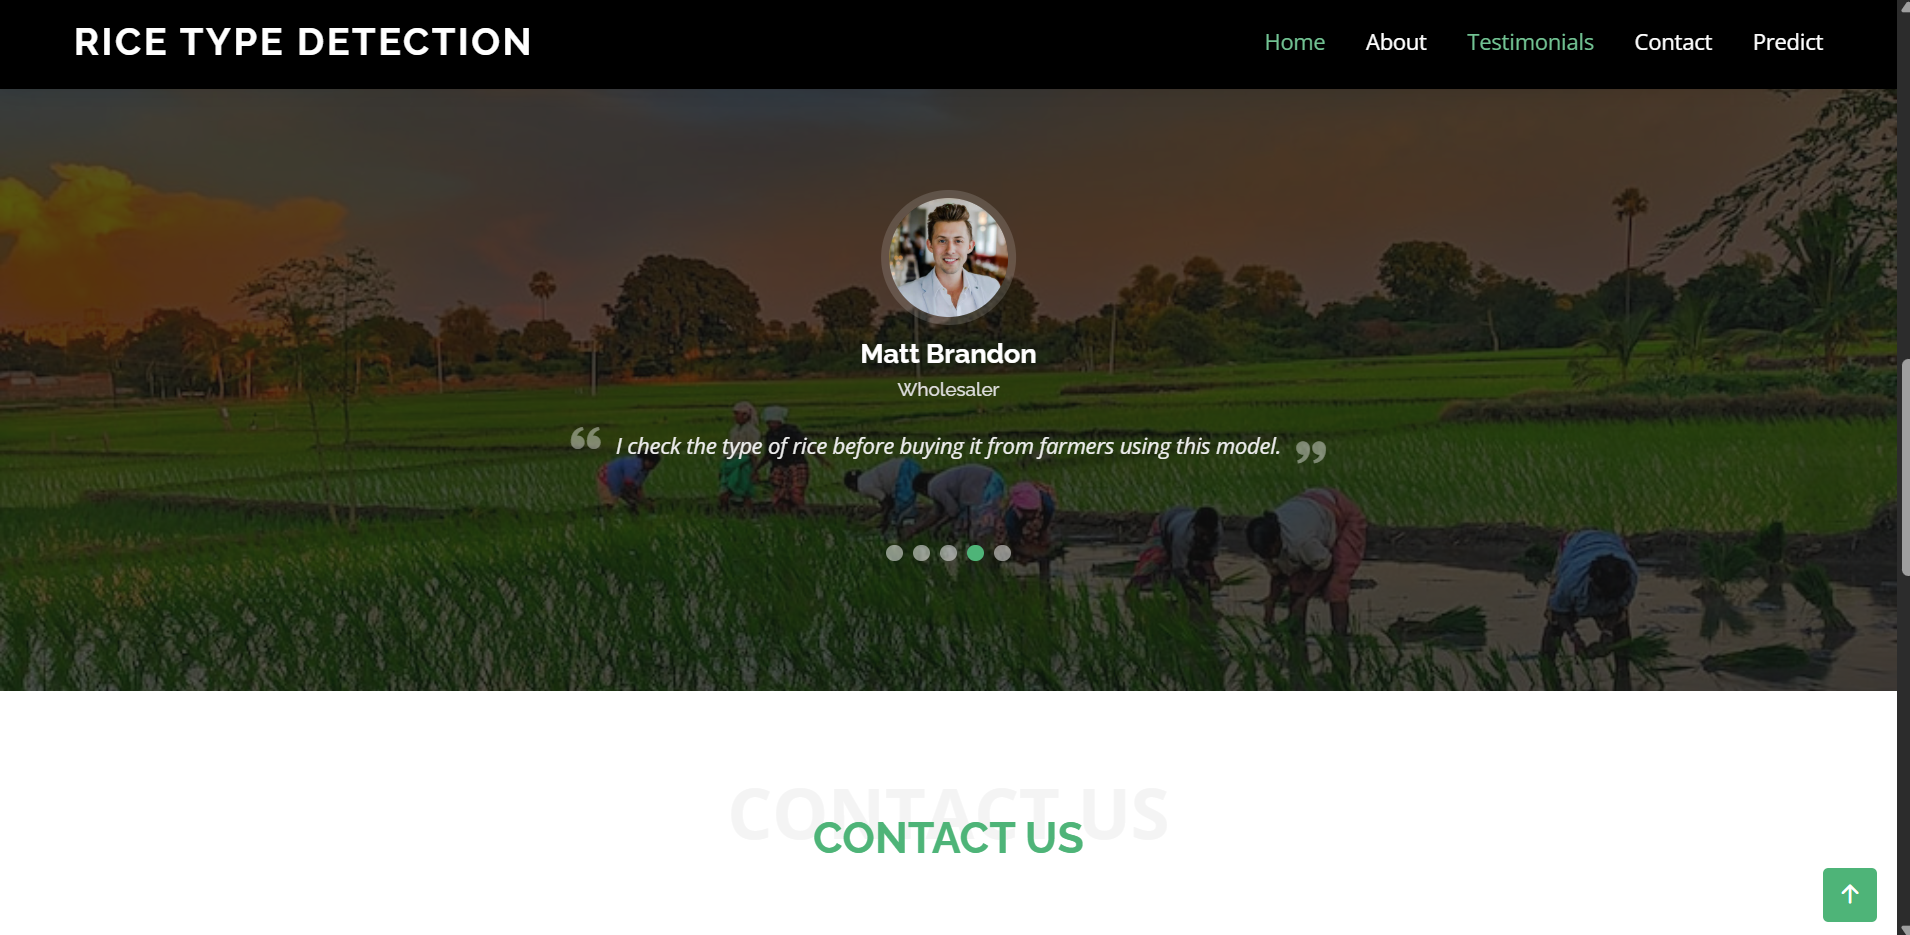 RICE TYPE DETECTION
Home About Testimonials Contact Predict
Matt Brandon
Wholesaler
“ I check the type of rice before buying it from farmers using this model. ”
CONTACT US
CONTACT US